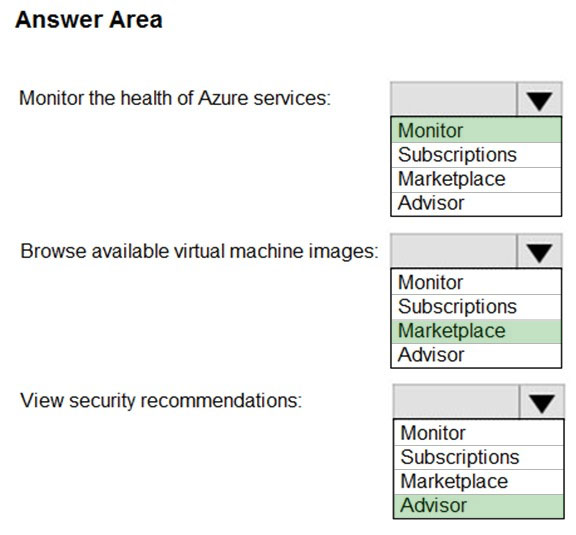 Answer Area
Monitor the health of Azure services:
Monitor
Subscriptions
Marketplace
Advisor
Browse available virtual machine images:
Monitor
Subscriptions
Marketplace
Advisor
View security recommendations:
Monitor
Subscriptions
Marketplace
Advisor